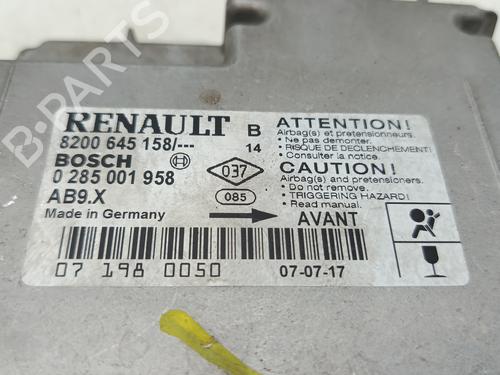 RENAULT B
8200 645 158/--- 14
BOSCH
0 285 001 958
AB9.X
Made in Germany
037
085
AVANT
ATTENTION!
Airbag(s) et pretensionneurs.
• Ne pas demonter.
• RISQUE DE DECLENCHEMENT!
• Consulter la notice.
CAUTION!
Airbag(s) and pretensioners.
• Do not remove.
• TRIGGERING HAZARD!
• Read manual.
07 198 0050
07-07-17
B-PARTS